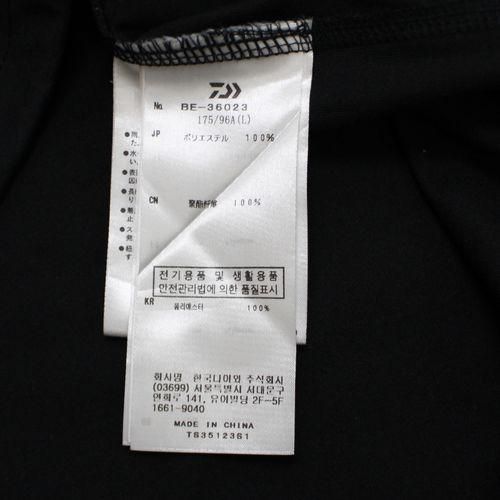 No. BE-36023
175/96A(L)
JP ポリエステル 100%
CN 聚酯纤维 100%
전기용품 및 생활용품
안전관리법에 의한 품질표시
KR 폴리에스터 100%
회사명 한국다이와 주식회사
(03699) 서울특별시 서대문구
연희로 141, 유이빌딩 2F-5F
1661-9040
MADE IN CHINA
TS35123S1